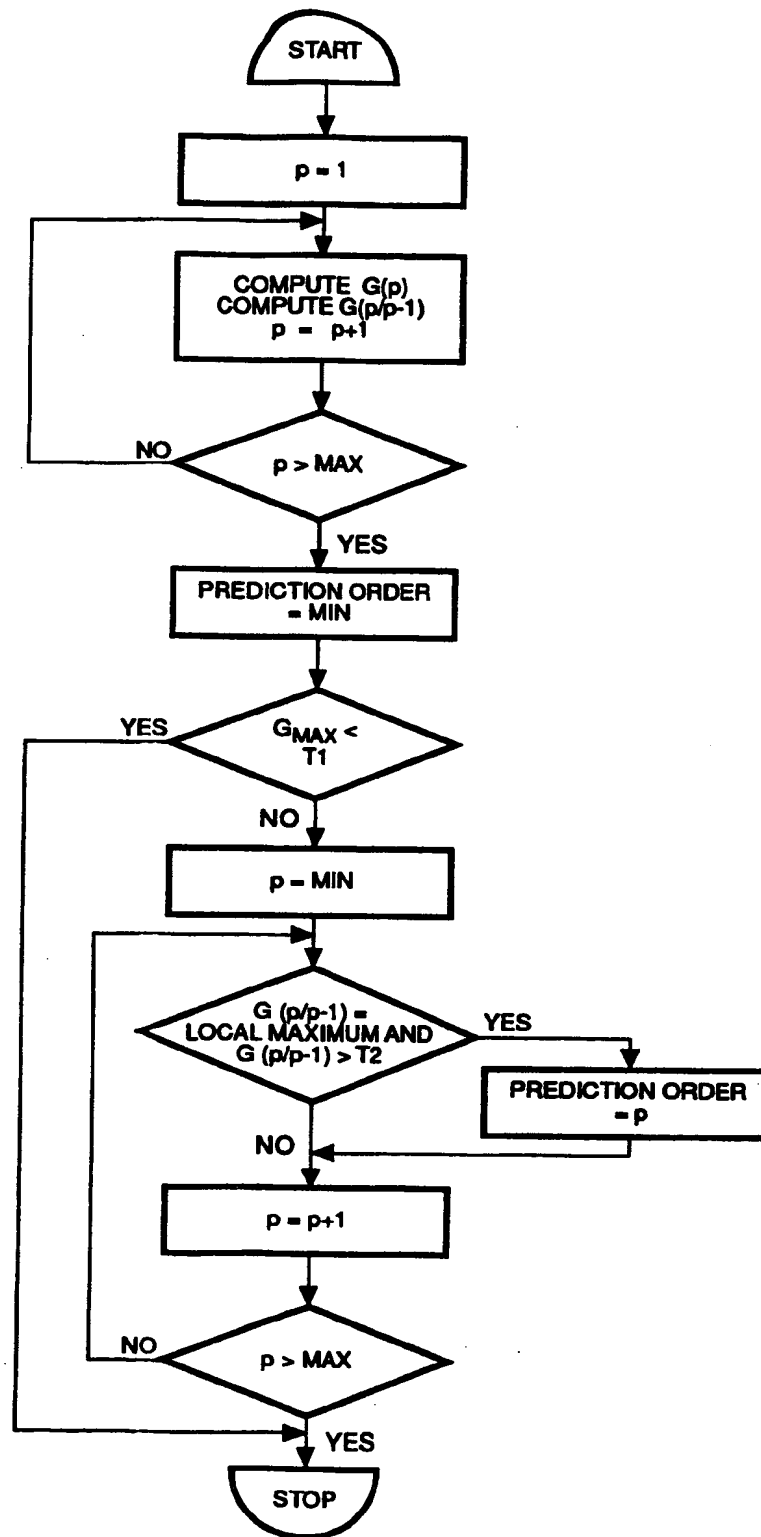 START
p = 1
COMPUTE G(p)
COMPUTE G(p/p-1)
p = p+1
NO
p > MAX
YES
PREDICTION ORDER
= MIN
YES
GMAX <
T1
NO
p = MIN
G (p/p-1) =
LOCAL MAXIMUM AND
G (p/p-1) > T2
YES
PREDICTION ORDER
= p
NO
p = p+1
NO
p > MAX
YES
STOP